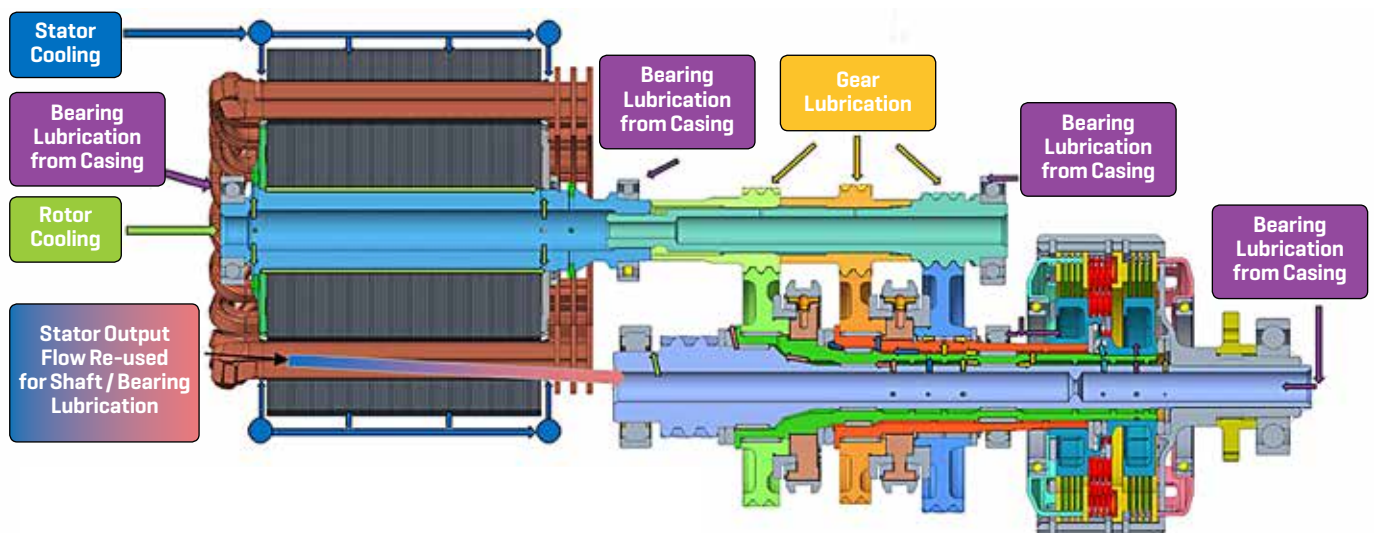 Stator
Cooling
Bearing
Lubrication
from Casing
Rotor
Cooling
Stator Output
Flow Re-used
for Shaft / Bearing
Lubrication
Bearing
Lubrication
from Casing
Gear
Lubrication
Bearing
Lubrication
from Casing
Bearing
Lubrication
from Casing